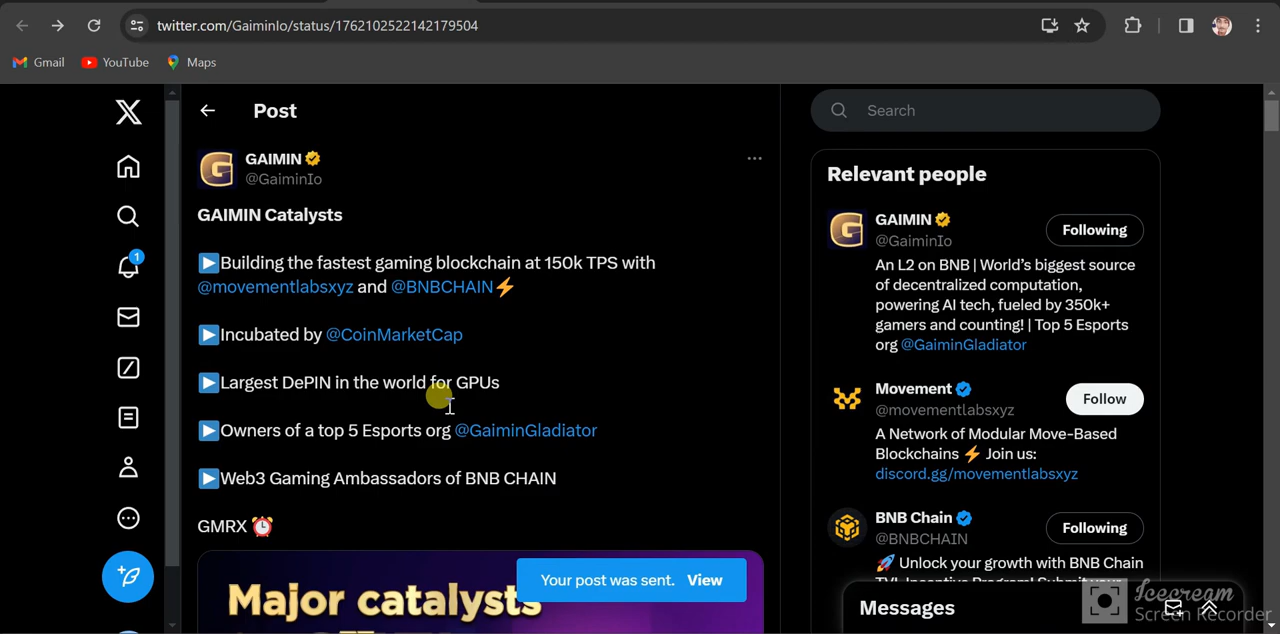 twitter.com/GaiminIo/status/1762102522142179504
Gmail YouTube Maps
Post
GAIMIN
@GaiminIo
GAIMIN Catalysts
Building the fastest gaming blockchain at 150k TPS with
@movementlabsxyz and @BNBCHAIN
Incubated by @CoinMarketCap
Largest DePIN in the world for GPUs
Owners of a top 5 Esports org @GaiminGladiator
Web3 Gaming Ambassadors of BNB CHAIN
GMRX
Major catalysts
Your post was sent. View
1
Search
Relevant people
GAIMIN
@GaiminIo
Following
An L2 on BNB | World’s biggest source
of decentralized computation,
powering AI tech, fueled by 350k+
gamers and counting! | Top 5 Esports
org @GaiminGladiator
Movement
@movementlabsxyz
Follow
A Network of Modular Move-Based
Blockchains ⚡ Join us:
discord.gg/movementlabsxyz
BNB Chain
@BNBCHAIN
Following
🚀 Unlock your growth with BNB Chain
Messages
Icecream
Screen Recorder